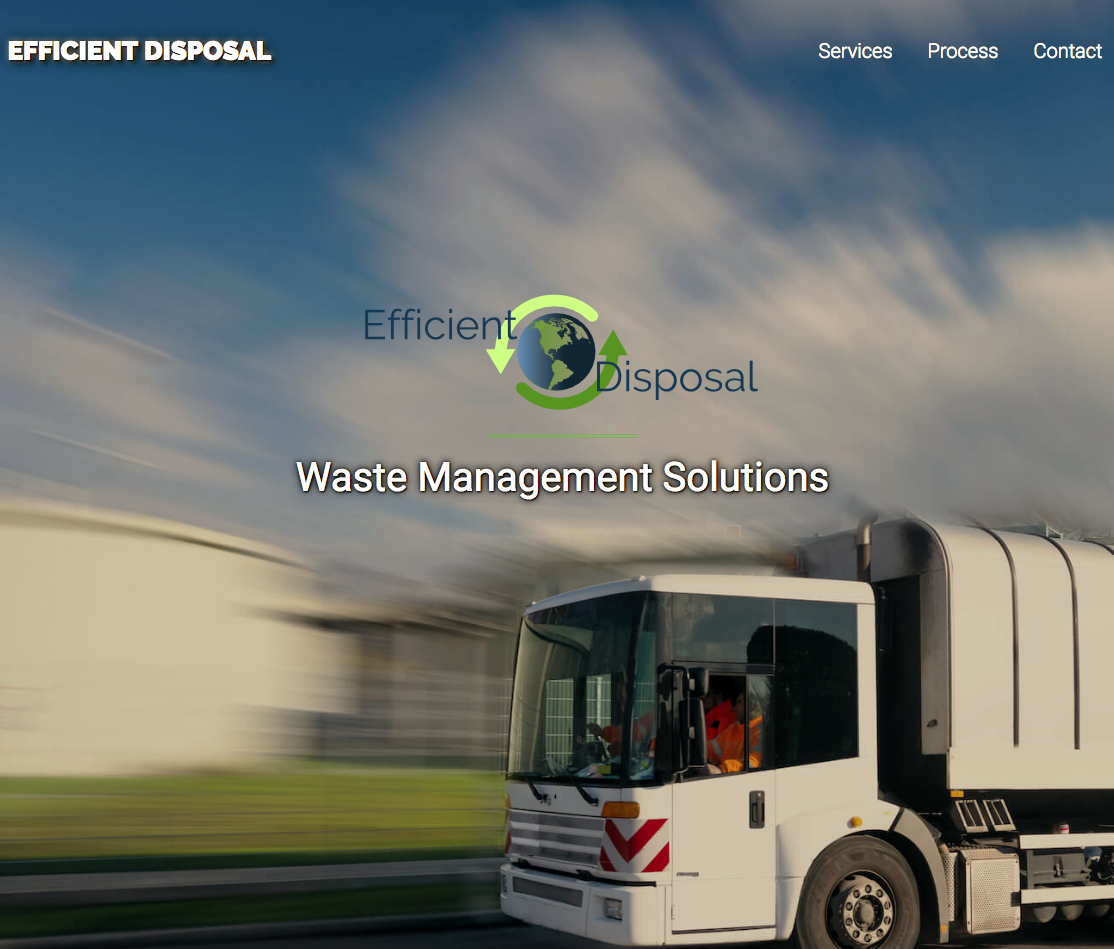 EFFICIENT DISPOSAL
Services Process Contact
Efficient
Disposal
Waste Management Solutions